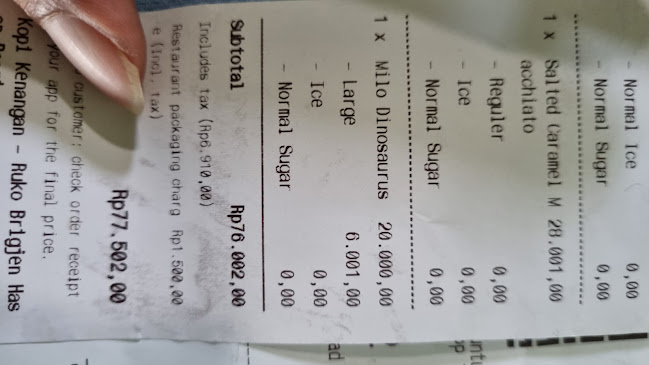 - Normal Ice 0,00
- Normal Sugar 0,00
1 x Salted Caramel M 28.001,00
acchiato
- Reguler 0,00
- Ice 0,00
- Normal Sugar 0,00
1 x Milo Dinosaurus 20.000,00
- Large 6.001,00
- Ice 0,00
- Normal Sugar 0,00
Subtotal Rp76.002,00
Includes tax (Rp6.910,00)
Restaurant packaging charg Rp1.500,00
e (incl. tax)
Rp77.502,00
customer: check order receipt
your app for the final price.
Kopi Kenangan - Ruko Brigjen Has